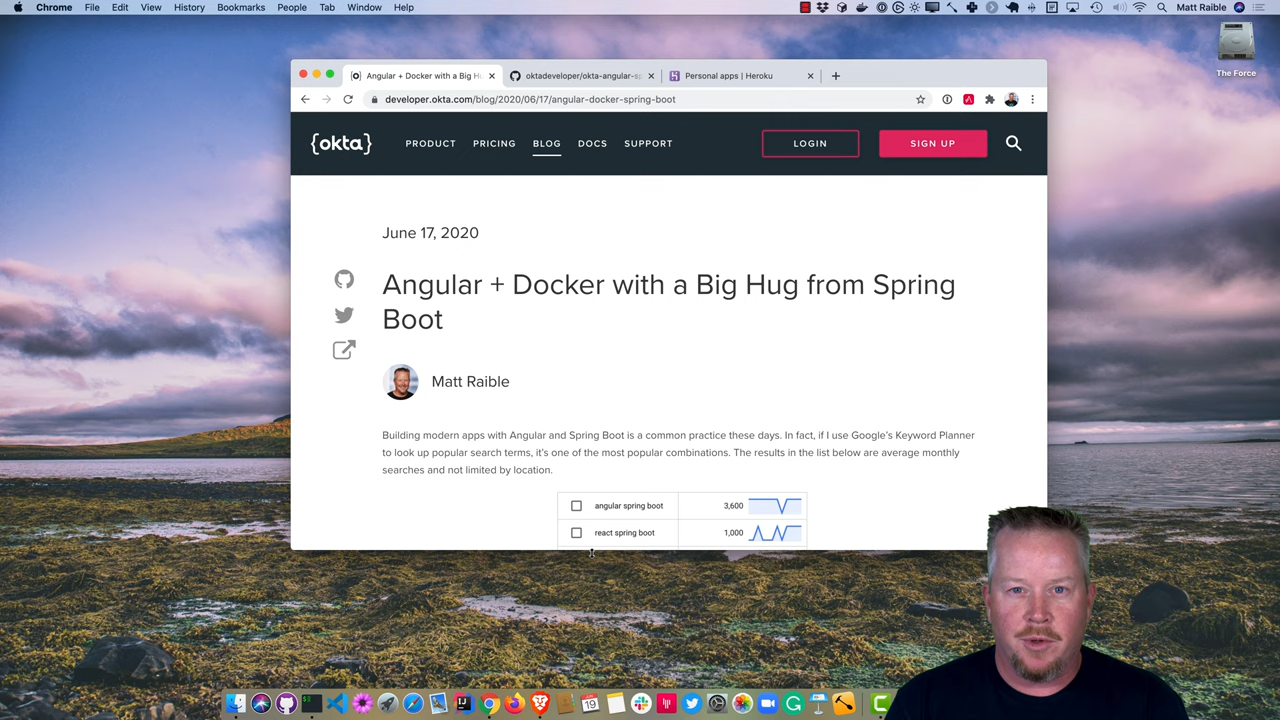 Chrome File Edit View History Bookmarks People Tab Window Help
Matt Raible
The Force
Angular + Docker with a Big Hu
oktadeveloper/okta-angular-sp
Personal apps | Heroku
developer.okta.com/blog/2020/06/17/angular-docker-spring-boot
{okta} PRODUCT PRICING BLOG DOCS SUPPORT LOGIN SIGN UP
June 17, 2020
Angular + Docker with a Big Hug from Spring
Boot
Matt Raible
Building modern apps with Angular and Spring Boot is a common practice these days. In fact, if I use Google's Keyword Planner
to look up popular search terms, it's one of the most popular combinations. The results in the list below are average monthly
searches and not limited by location.
angular spring boot 3,600
react spring boot 1,000
19